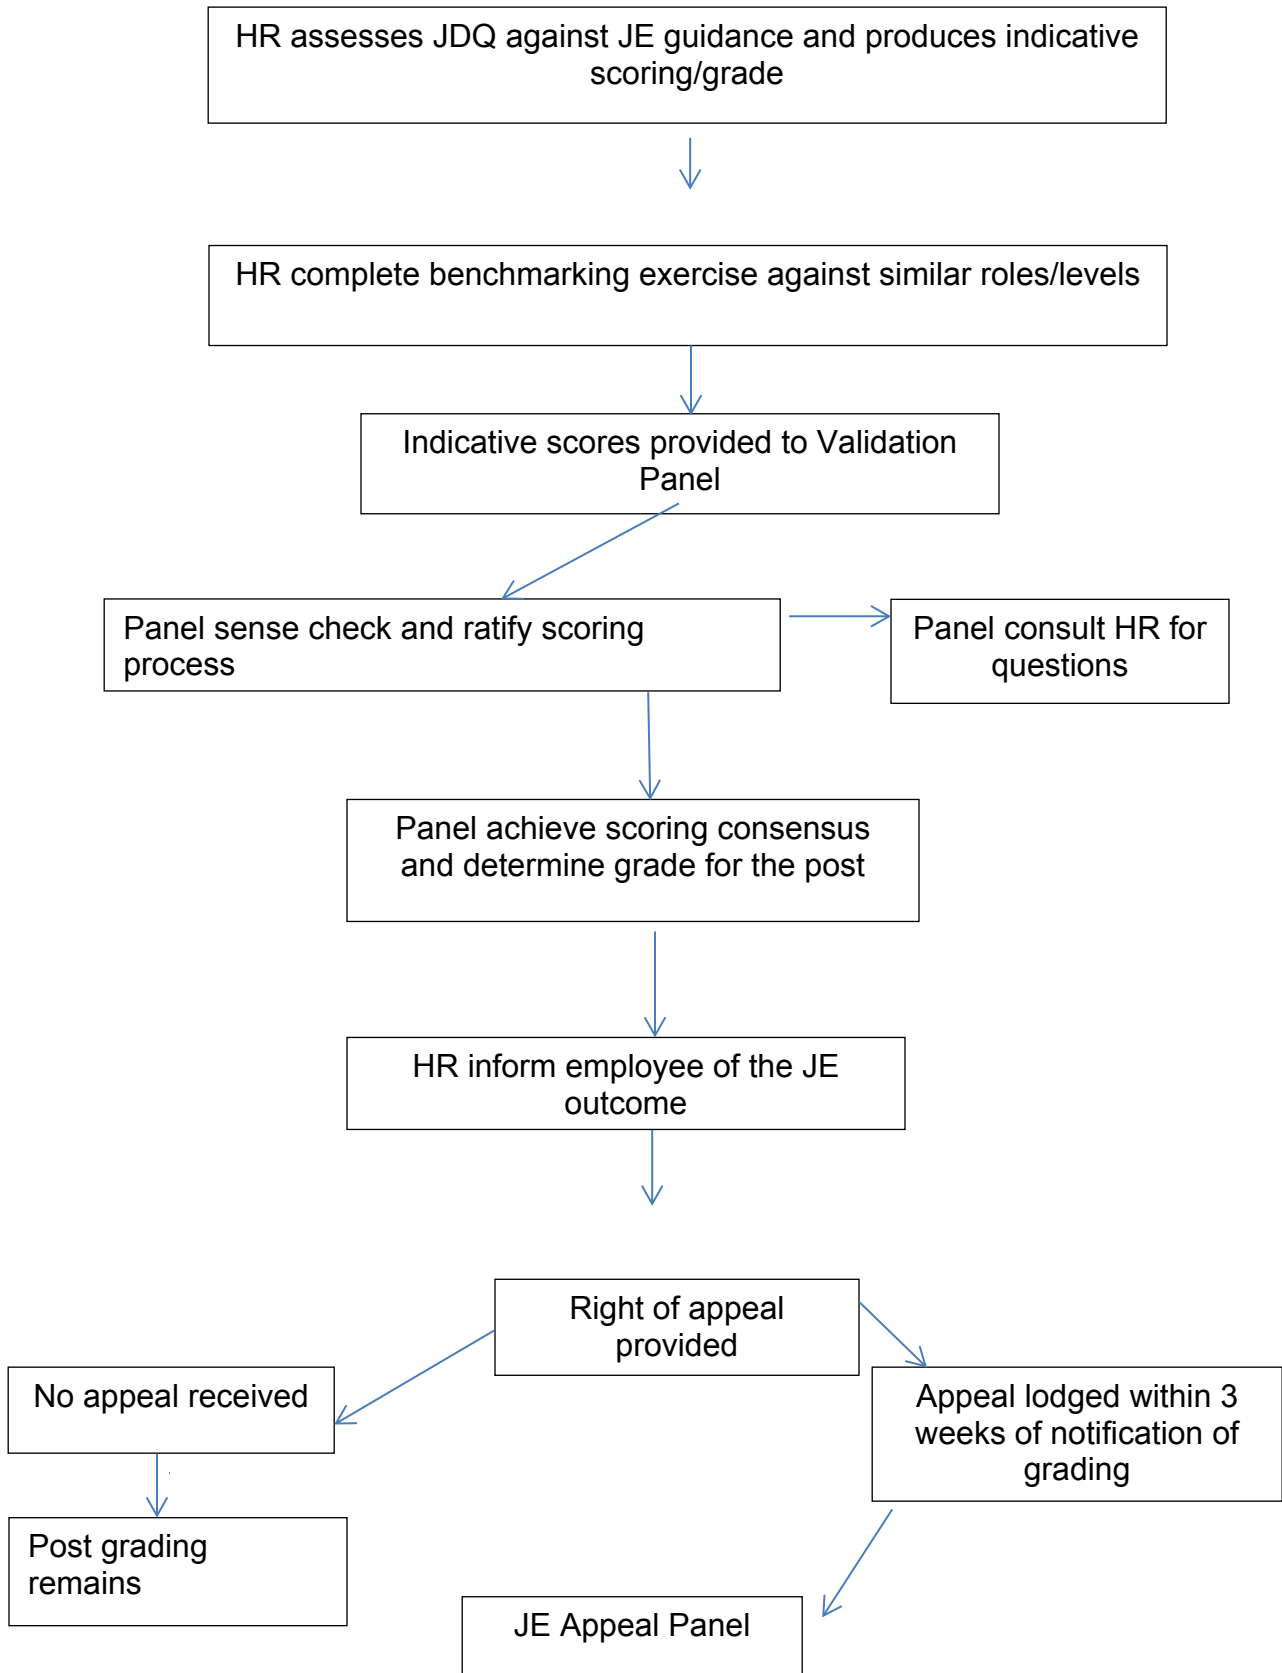 HR assesses JDQ against JE guidance and produces indicative
scoring/grade
HR complete benchmarking exercise against similar roles/levels
Indicative scores provided to Validation
Panel
Panel sense check and ratify scoring
process
Panel consult HR for
questions
Panel achieve scoring consensus
and determine grade for the post
HR inform employee of the JE
outcome
Right of appeal
provided
No appeal received
Appeal lodged within 3
weeks of notification of
grading
Post grading
remains
JE Appeal Panel